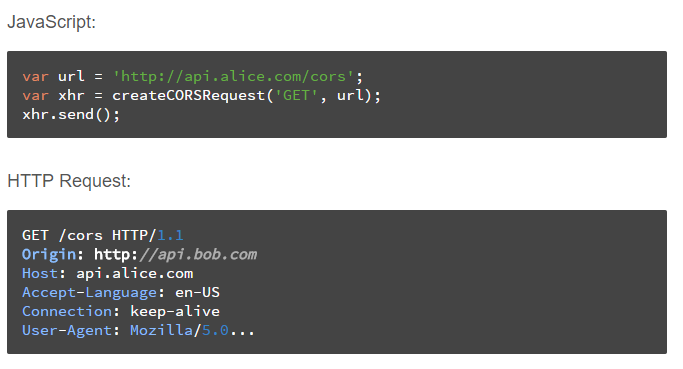 JavaScript:
var url = 'http://api.alice.com/cors';
var xhr = createCORSRequest('GET', url);
xhr.send();
HTTP Request:
GET /cors HTTP/1.1
Origin: http://api.bob.com
Host: api.alice.com
Accept-Language: en-US
Connection: keep-alive
User-Agent: Mozilla/5.0...